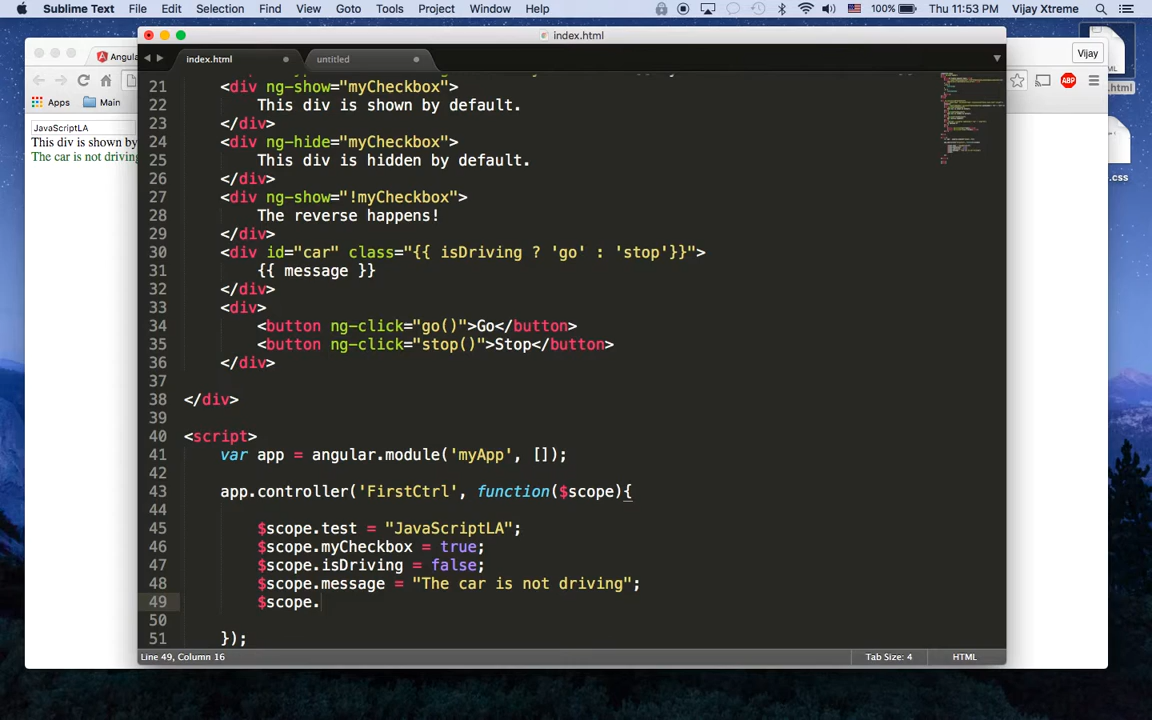 Sublime Text File Edit Selection Find View Goto Tools Project Window Help 100% Thu 11:53 PM Vijay Xtreme
index.html
Angula
index.html untitled
Vijay
Apps Main
ABP
.html
.css
JavaScriptLA
This div is shown by
The car is not driving
21 <div ng-show="myCheckbox">
22 This div is shown by default.
23 </div>
24 <div ng-hide="myCheckbox">
25 This div is hidden by default.
26 </div>
27 <div ng-show="!myCheckbox">
28 The reverse happens!
29 </div>
30 <div id="car" class="{{ isDriving ? 'go' : 'stop'}}">
31 {{ message }}
32 </div>
33 <div>
34 <button ng-click="go()">Go</button>
35 <button ng-click="stop()">Stop</button>
36 </div>
37
38 </div>
39
40 <script>
41 var app = angular.module('myApp', []);
42
43 app.controller('FirstCtrl', function($scope){
44
45 $scope.test = "JavaScriptLA";
46 $scope.myCheckbox = true;
47 $scope.isDriving = false;
48 $scope.message = "The car is not driving";
49 $scope.
50
51 });
Line 49, Column 16 Tab Size: 4 HTML